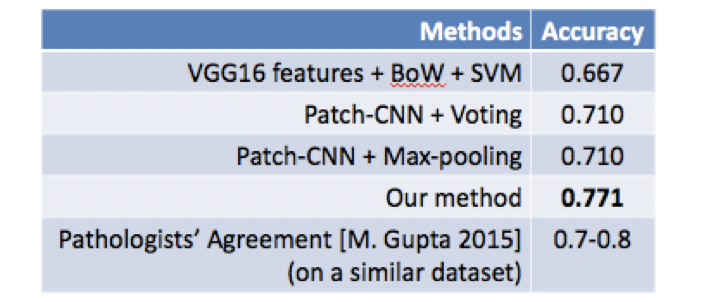 Methods Accuracy
VGG16 features + BoW + SVM 0.667
Patch-CNN + Voting 0.710
Patch-CNN + Max-pooling 0.710
Our method 0.771
Pathologists’ Agreement [M. Gupta 2015] 0.7-0.8
(on a similar dataset)